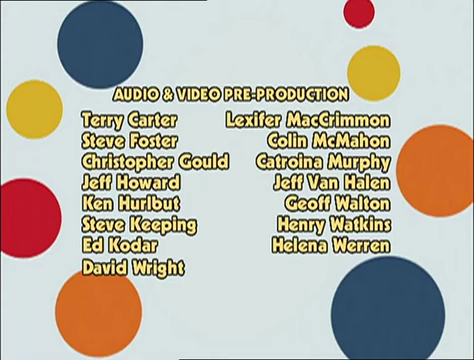 AUDIO & VIDEO PRE-PRODUCTION
Terry Carter Lexifer MacCrimmon
Steve Foster Colin McMahon
Christopher Gould Catroina Murphy
Jeff Howard Jeff Van Halen
Ken Hurlbut Geoff Walton
Steve Keeping Henry Watkins
Ed Kodar Helena Werren
David Wright